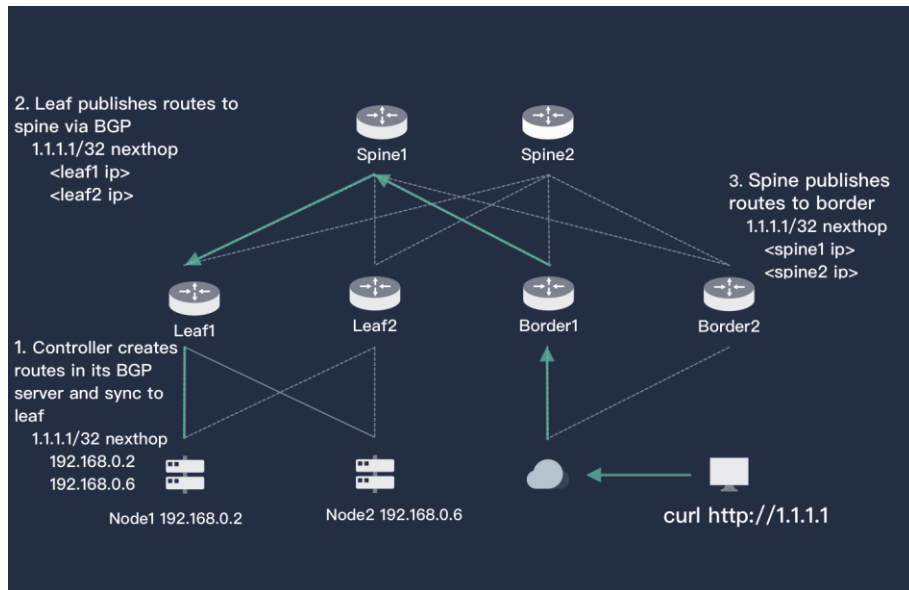 2. Leaf publishes routes to
spine via BGP
1.1.1.1/32 nexthop
<leaf1 ip>
<leaf2 ip>
Spine1
Spine2
3. Spine publishes
routes to border
1.1.1.1/32 nexthop
<spine1 ip>
<spine2 ip>
Leaf1
Leaf2
Border1
Border2
1. Controller creates
routes in its BGP
server and sync to
leaf
1.1.1.1/32 nexthop
192.168.0.2
192.168.0.6
Node1 192.168.0.2
Node2 192.168.0.6
curl http://1.1.1.1